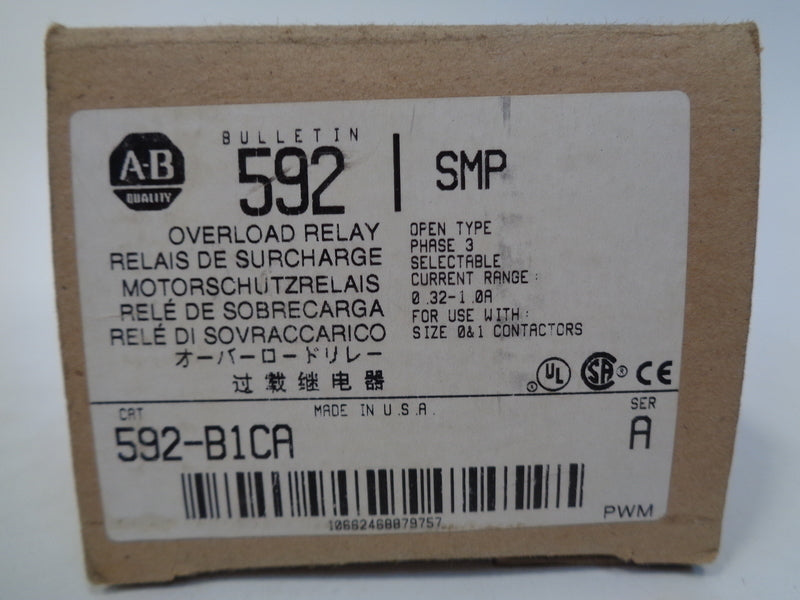 A-B
QUALITY
BULLETIN
592
SMP
OVERLOAD RELAY
RELAIS DE SURCHARGE
MOTORSCHUTZRELAIS
RELÉ DE SOBRECARGA
RELÉ DI SOVRACCARICO
オーバーロードリレー
过载继电器
OPEN TYPE
PHASE 3
SELECTABLE
CURRENT RANGE:
0.32-1.0A
FOR USE WITH:
SIZE 0&1 CONTACTORS
UL
SA
CE
CAT
MADE IN U.S.A.
SER
592-B1CA
A
10662468879757
PWM